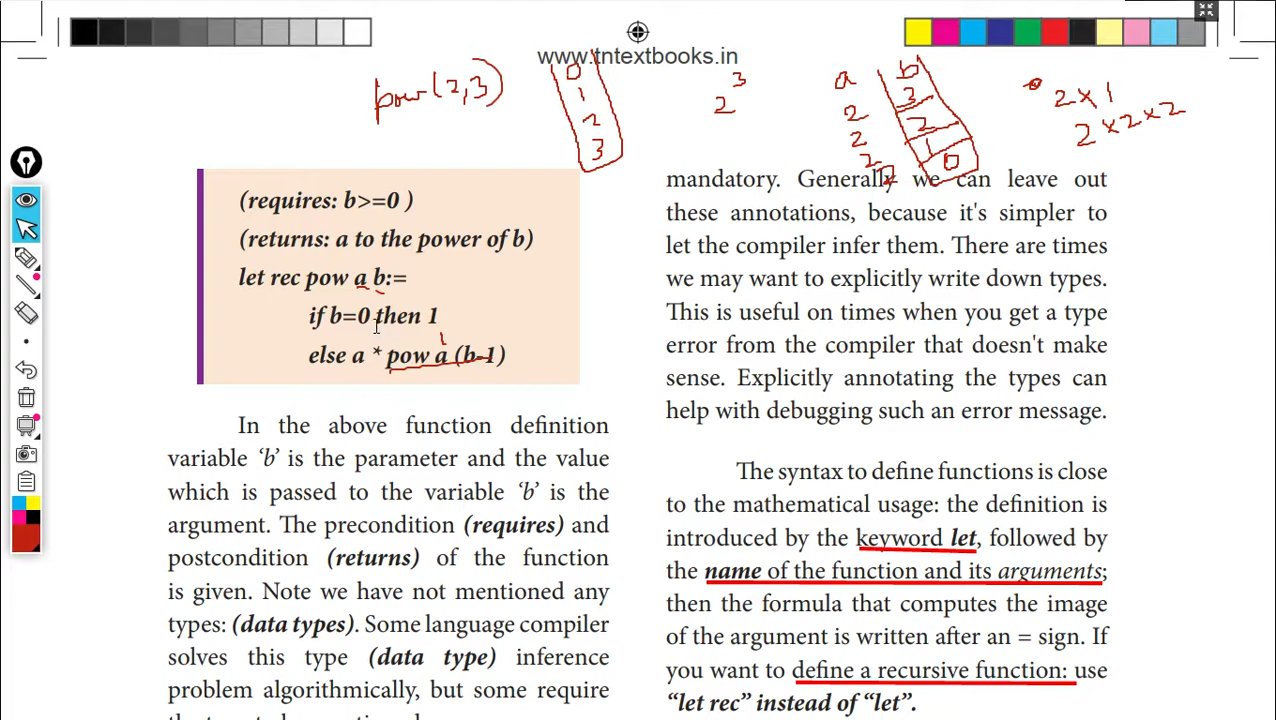 www.tntextbooks.in
pow(2,3)
0
1
2
3
2 3
a b
2 3
2 2
2 1
2 0
2×1
2×2×2
(requires: b>=0 )
(returns: a to the power of b)
let rec pow a b:=
if b=0 then 1
else a * pow a (b-1)
1
In the above function definition
variable ‘b’ is the parameter and the value
which is passed to the variable ‘b’ is the
argument. The precondition (requires) and
postcondition (returns) of the function
is given. Note we have not mentioned any
types: (data types). Some language compiler
solves this type (data type) inference
problem algorithmically, but some require
mandatory. Generally we can leave out
these annotations, because it's simpler to
let the compiler infer them. There are times
we may want to explicitly write down types.
This is useful on times when you get a type
error from the compiler that doesn't make
sense. Explicitly annotating the types can
help with debugging such an error message.
The syntax to define functions is close
to the mathematical usage: the definition is
introduced by the keyword let, followed by
the name of the function and its arguments;
then the formula that computes the image
of the argument is written after an = sign. If
you want to define a recursive function: use
“let rec” instead of “let”.